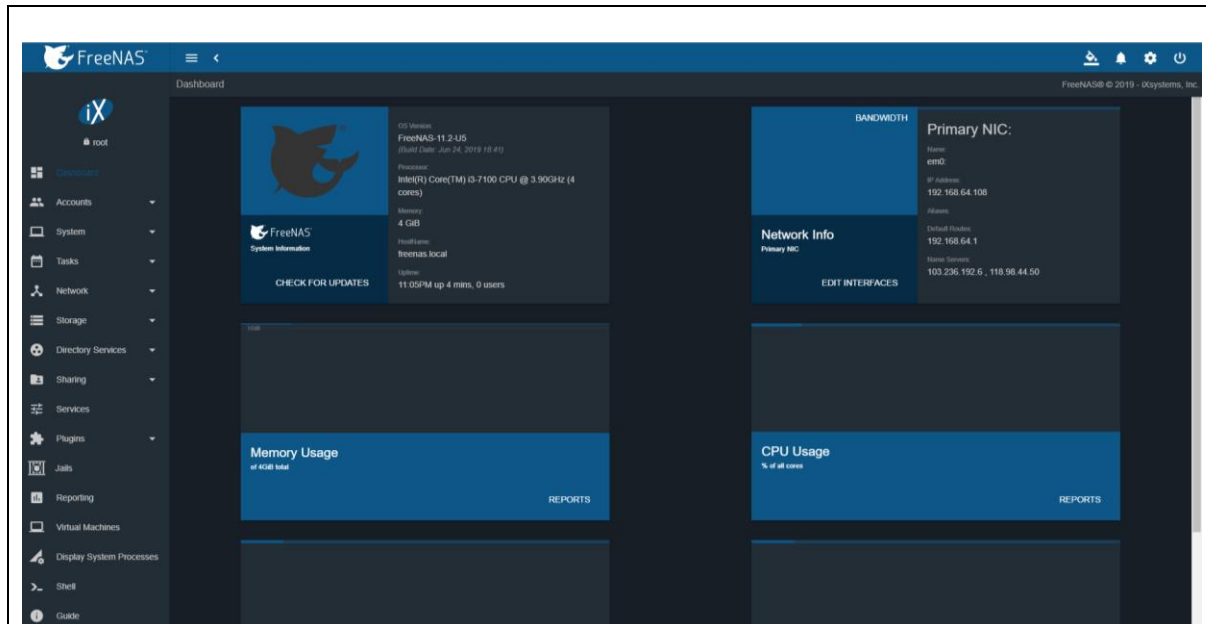 FreeNAS
Dashboard
FreeNAS® © 2019 - iXsystems, Inc.
iX
root
Dashboard
Accounts
System
Tasks
Network
Storage
Directory Services
Sharing
Services
Plugins
Jails
Reporting
Virtual Machines
Display System Processes
Shell
Guide
FreeNAS
System Information
CHECK FOR UPDATES
OS Version:
FreeNAS-11.2-U5
(Build Date: Jun 24, 2019 18:41)
Processor:
Intel(R) Core(TM) i3-7100 CPU @ 3.90GHz (4
cores)
Memory:
4 GiB
HostName:
freenas.local
Uptime:
11:05PM up 4 mins, 0 users
BANDWIDTH
Network Info
Primary NIC
EDIT INTERFACES
Primary NIC:
Name:
em0:
IP Address:
192.168.64.108
Aliases:
Default Routes:
192.168.64.1
Name Servers:
103.236.192.6 , 118.98.44.50
Memory Usage
of 4GiB total
REPORTS
CPU Usage
% of all cores
REPORTS